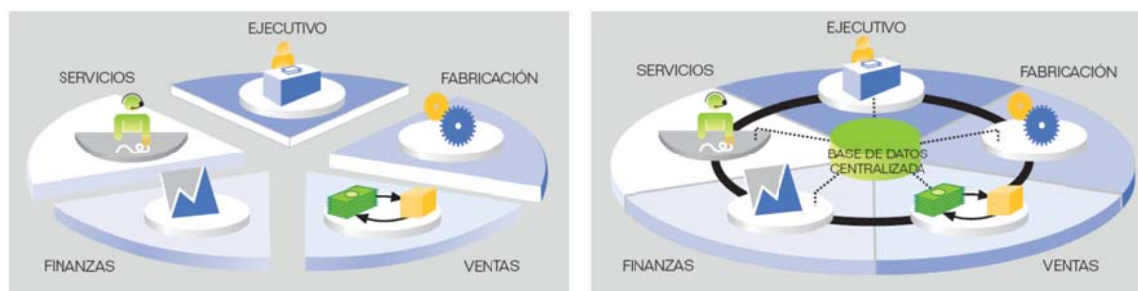 EJECUTIVO
SERVICIOS
FABRICACIÓN
FINANZAS
VENTAS
EJECUTIVO
SERVICIOS
FABRICACIÓN
BASE DE DATOS
CENTRALIZADA
FINANZAS
VENTAS